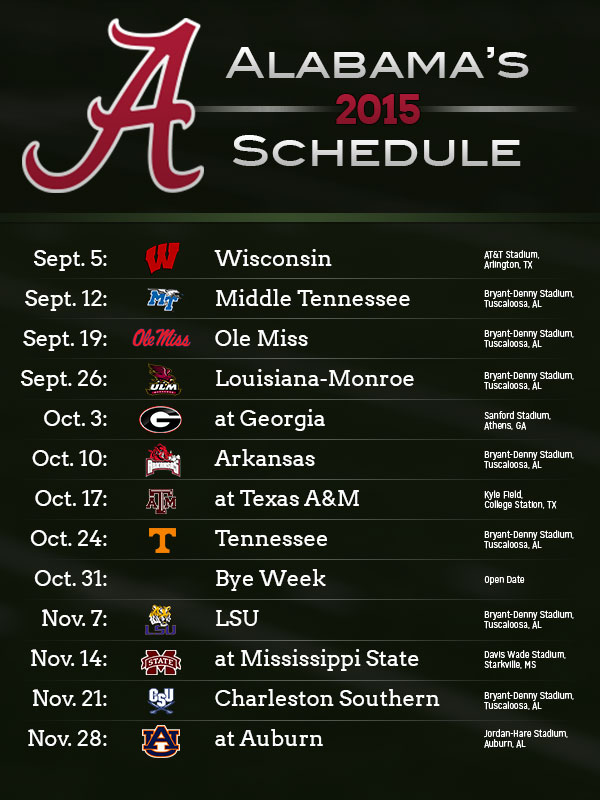 A
ALABAMA'S
2015
SCHEDULE
Sept. 5: W Wisconsin AT&T Stadium,
Arlington, TX
Sept. 12: MT Middle Tennessee Bryant-Denny Stadium,
Tuscaloosa, AL
Sept. 19: Ole Miss Ole Miss Bryant-Denny Stadium,
Tuscaloosa, AL
Sept. 26: ULM Louisiana-Monroe Bryant-Denny Stadium,
Tuscaloosa, AL
Oct. 3: G at Georgia Sanford Stadium,
Athens, GA
Oct. 10: ARKANSAS Arkansas Bryant-Denny Stadium,
Tuscaloosa, AL
Oct. 17: ATM at Texas A&M Kyle Field,
College Station, TX
Oct. 24: T Tennessee Bryant-Denny Stadium,
Tuscaloosa, AL
Oct. 31: Bye Week Open Date
Nov. 7: LSU LSU Bryant-Denny Stadium,
Tuscaloosa, AL
Nov. 14: STATE at Mississippi State Davis Wade Stadium,
Starkville, MS
Nov. 21: CSU Charleston Southern Bryant-Denny Stadium,
Tuscaloosa, AL
Nov. 28: AU at Auburn Jordan-Hare Stadium,
Auburn, AL